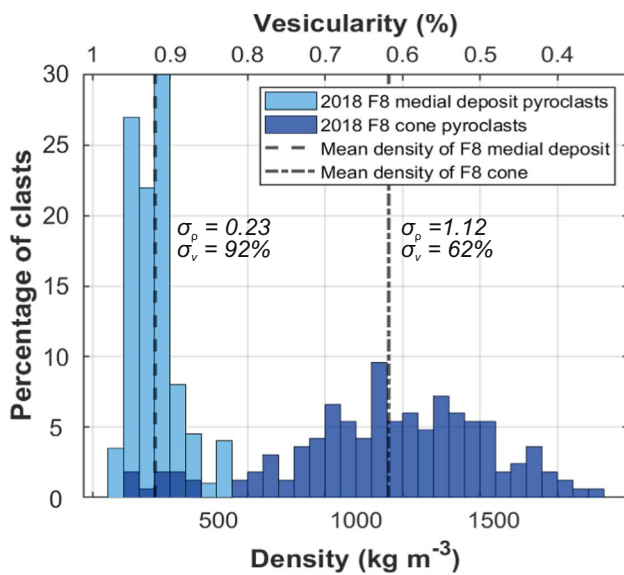 Vesicularity (%)
1 0.9 0.8 0.7 0.6 0.5 0.4
30
25
20
15
10
5
0
Percentage of clasts
2018 F8 medial deposit pyroclasts
2018 F8 cone pyroclasts
Mean density of F8 medial deposit
Mean density of F8 cone
σρ = 0.23
σv = 92%
σρ = 1.12
σv = 62%
500 1000 1500
Density (kg m⁻³)